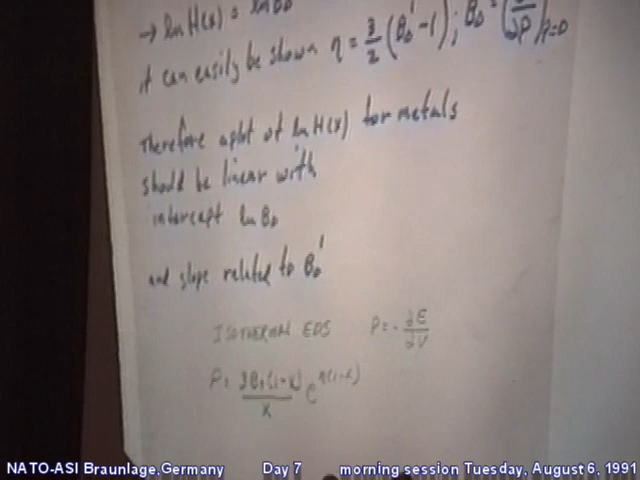 → ln H(x) = ln B0
it can easily be shown η = 3/2 (B0' - 1); B0' = (∂/∂P)P=0
Therefore a plot of ln H(x) for metals
should be linear with
intercept ln B0
and slope related to B0'
ISOTHERMAL EOS P = - ∂E/∂V
P = 3B0(1-x)/x e^η(1-x)
NATO-ASI Braunlage,Germany Day 7 morning session Tuesday, August 6, 1991